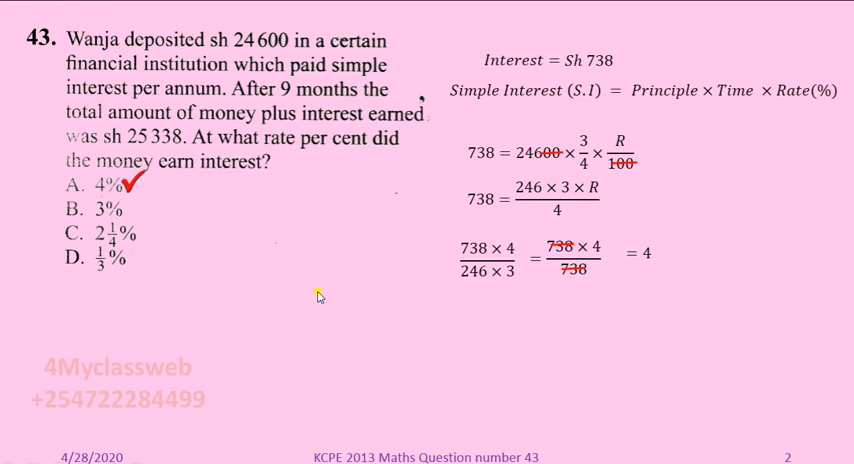 43. Wanja deposited sh 24 600 in a certain
financial institution which paid simple
interest per annum. After 9 months the
total amount of money plus interest earned
was sh 25 338. At what rate per cent did
the money earn interest?
A. 4%
B. 3%
C. 2 1/4 %
D. 1/3 %
Interest = Sh 738
Simple Interest (S.I) = Principle × Time × Rate(%)
738 = 24600 × 3/4 × R/100
738 = 246 × 3 × R / 4
738 × 4 / 246 × 3 = 738 × 4 / 738 = 4
4Myclassweb
+254722284499
4/28/2020
KCPE 2013 Maths Question number 43
2